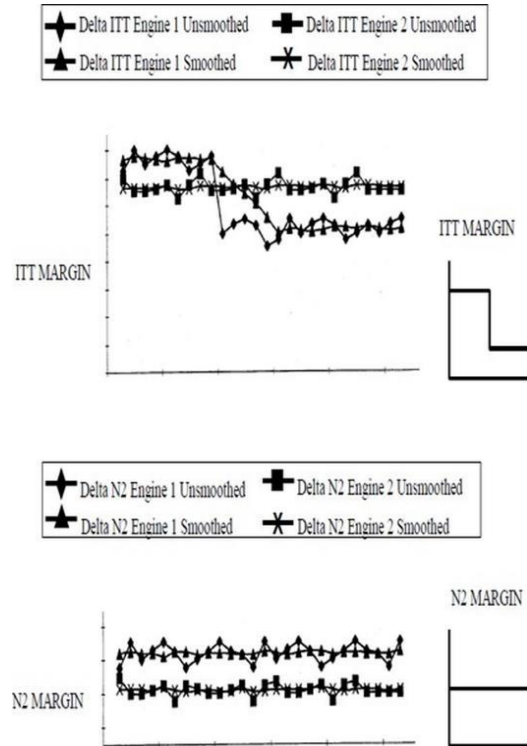 Delta ITT Engine 1 Unsmoothed Delta ITT Engine 2 Unsmoothed
Delta ITT Engine 1 Smoothed Delta ITT Engine 2 Smoothed
ITT MARGIN
ITT MARGIN
Delta N2 Engine 1 Unsmoothed Delta N2 Engine 2 Unsmoothed
Delta N2 Engine 1 Smoothed Delta N2 Engine 2 Smoothed
N2 MARGIN
N2 MARGIN